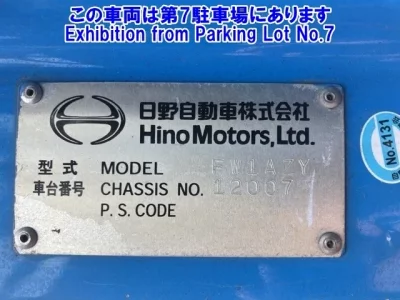 この車両は第7駐車場にあります
Exhibition from Parking Lot No.7
日野自動車株式会社
Hino Motors, Ltd.
型式 MODEL FW1AZY
車台番号 CHASSIS NO. 12007
P.S. CODE
No.4131